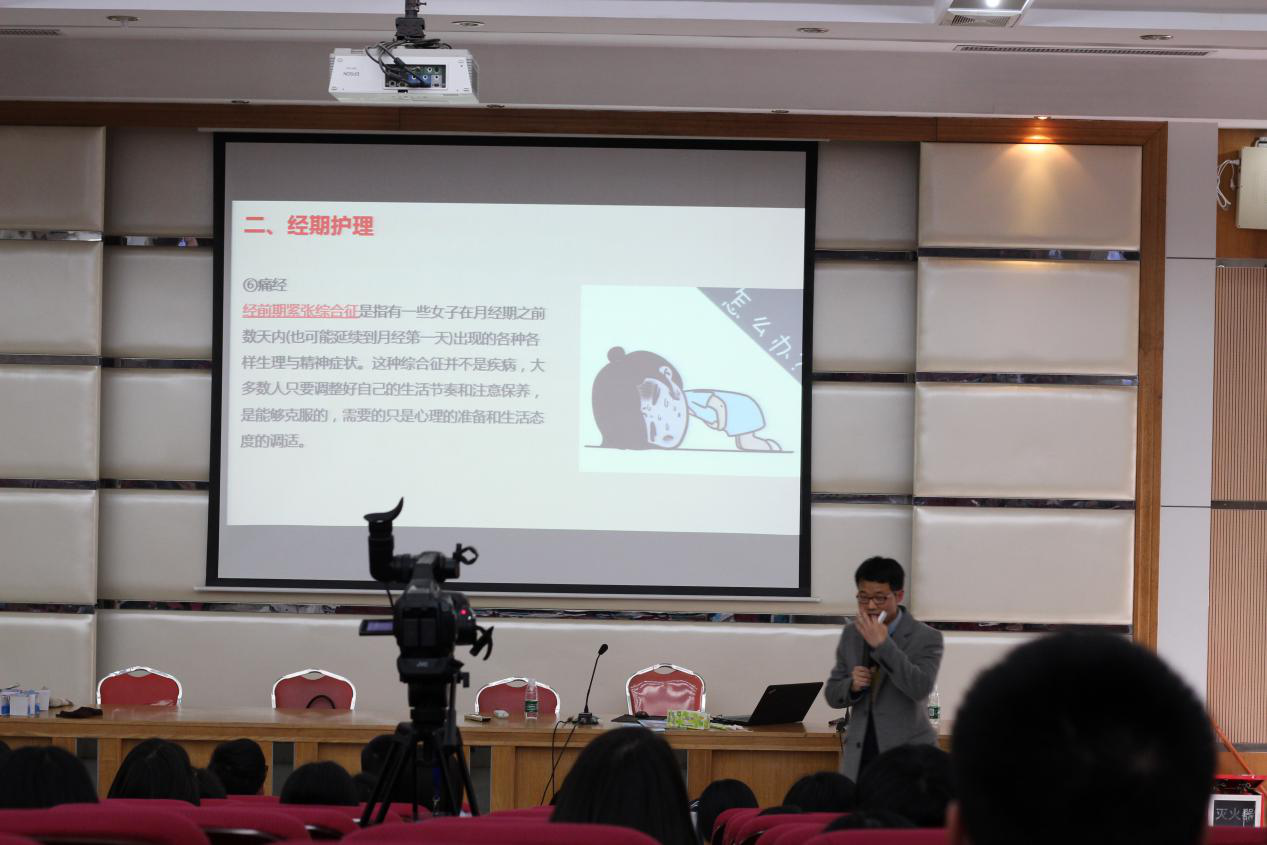 EPSON
二、经期护理
⑥痛经
经前期紧张综合征是指有一些女子在月经期之前
数天内(也可能延续到月经第一天)出现的各种各
样生理与精神症状。这种综合征并不是疾病，大
多数人只要调整好自己的生活节奏和注意保养，
是能够克服的，需要的只是心理的准备和生活态
度的调适。
怎么办?
JVC
灭火器